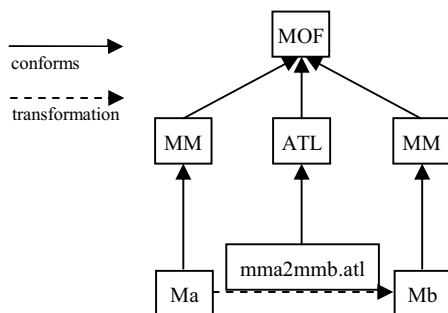 MOF
conforms
transformation
MM
ATL
MM
mma2mmb.atl
Ma
Mb